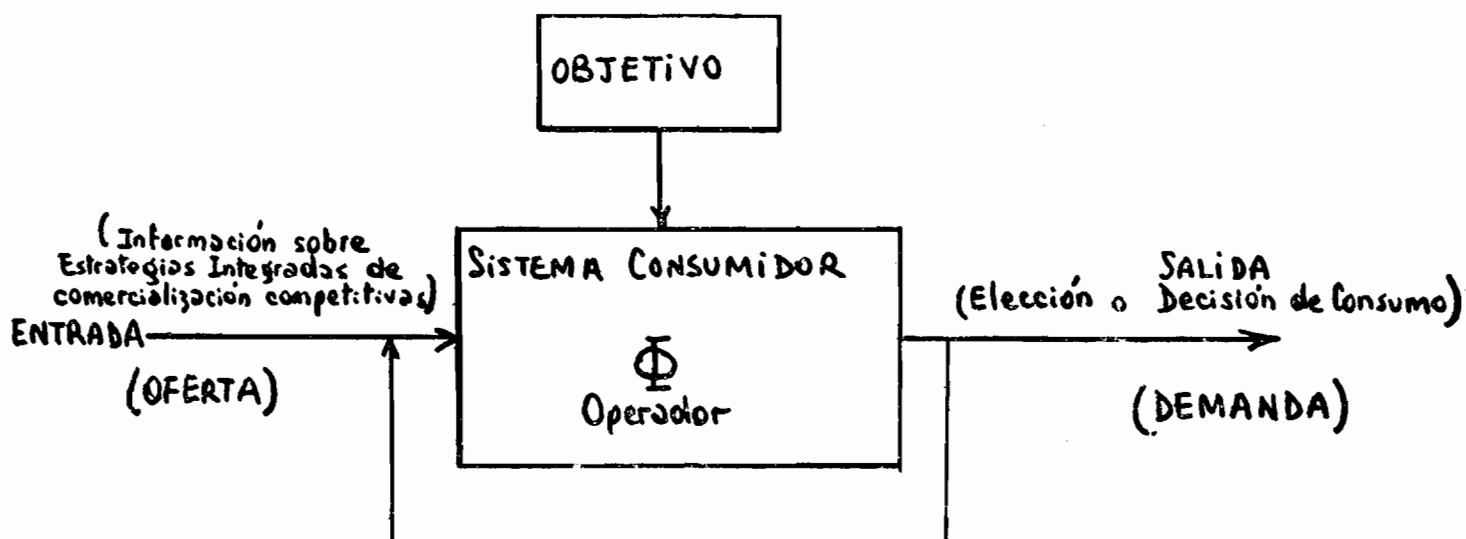 OBJETIVO
(Información sobre
Estrategias Integradas de
comercialización competitivas)
ENTRADA
(OFERTA)
SISTEMA CONSUMIDOR
Φ
Operador
SALIDA
(Elección o Decisión de Consumo)
(DEMANDA)